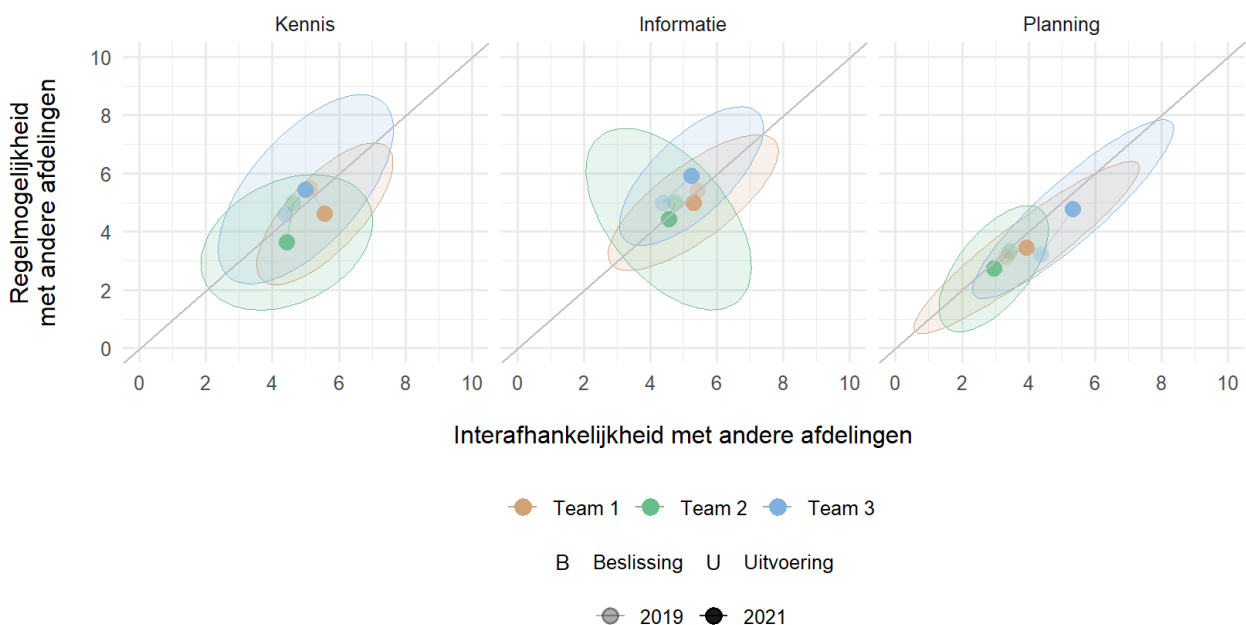 Kennis Informatie Planning
Regelmogelijkheid
met andere afdelingen
10 8 6 4 2 0
0 2 4 6 8 10 0 2 4 6 8 10 0 2 4 6 8 10
Interafhankelijkheid met andere afdelingen
Team 1 Team 2 Team 3
B Beslissing U Uitvoering
2019 2021